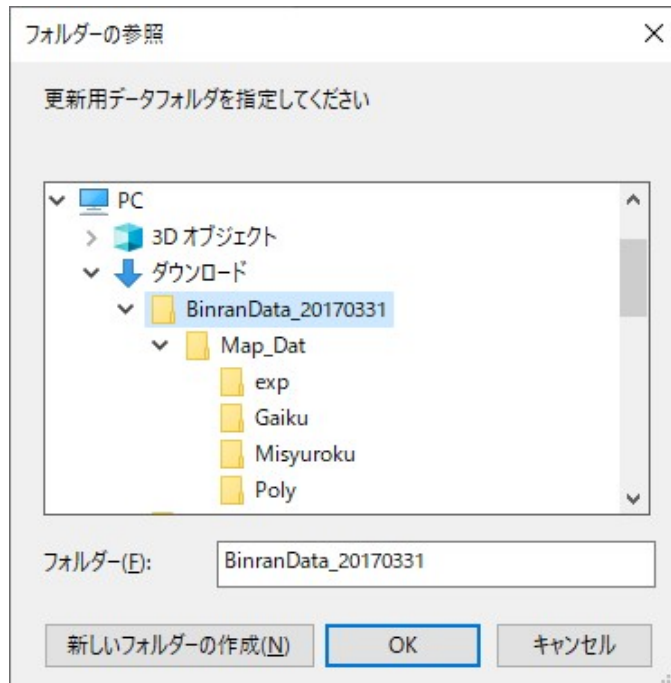 フォルダーの参照
更新用データフォルダを指定してください
PC
3D オブジェクト
ダウンロード
BinranData_20170331
Map_Dat
exp
Gaiku
Misyuroku
Poly
フォルダー(F): BinranData_20170331
新しいフォルダーの作成(N) OK キャンセル